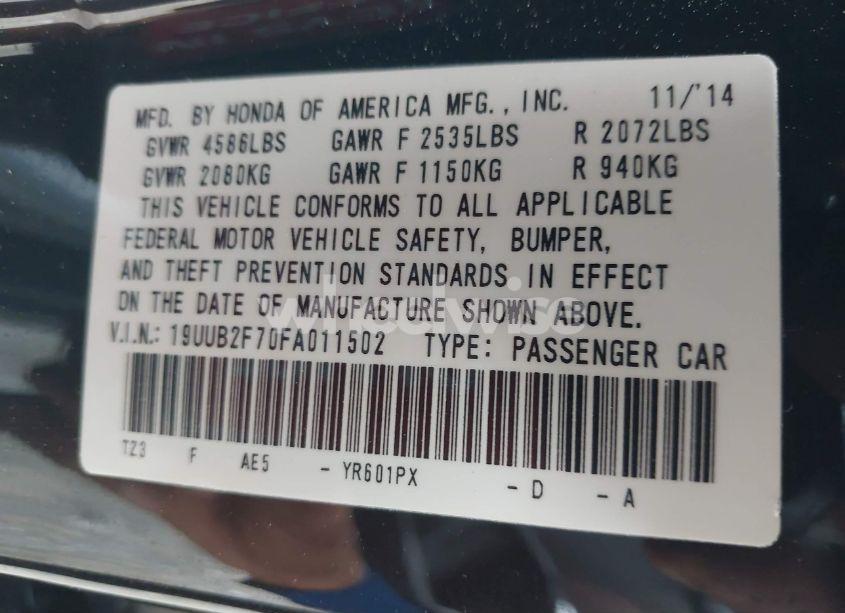 MFD. BY HONDA OF AMERICA MFG., INC. 11/'14
GVWR 4586LBS GAWR F 2535LBS R 2072LBS
GVWR 2080KG GAWR F 1150KG R 940KG
THIS VEHICLE CONFORMS TO ALL APPLICABLE
FEDERAL MOTOR VEHICLE SAFETY, BUMPER,
AND THEFT PREVENTION STANDARDS IN EFFECT
ON THE DATE OF MANUFACTURE SHOWN ABOVE.
wheelwise
V.I.N.: 19UUB2F70FA011502 TYPE: PASSENGER CAR
TZ3 F AE5 - YR601PX - D - A